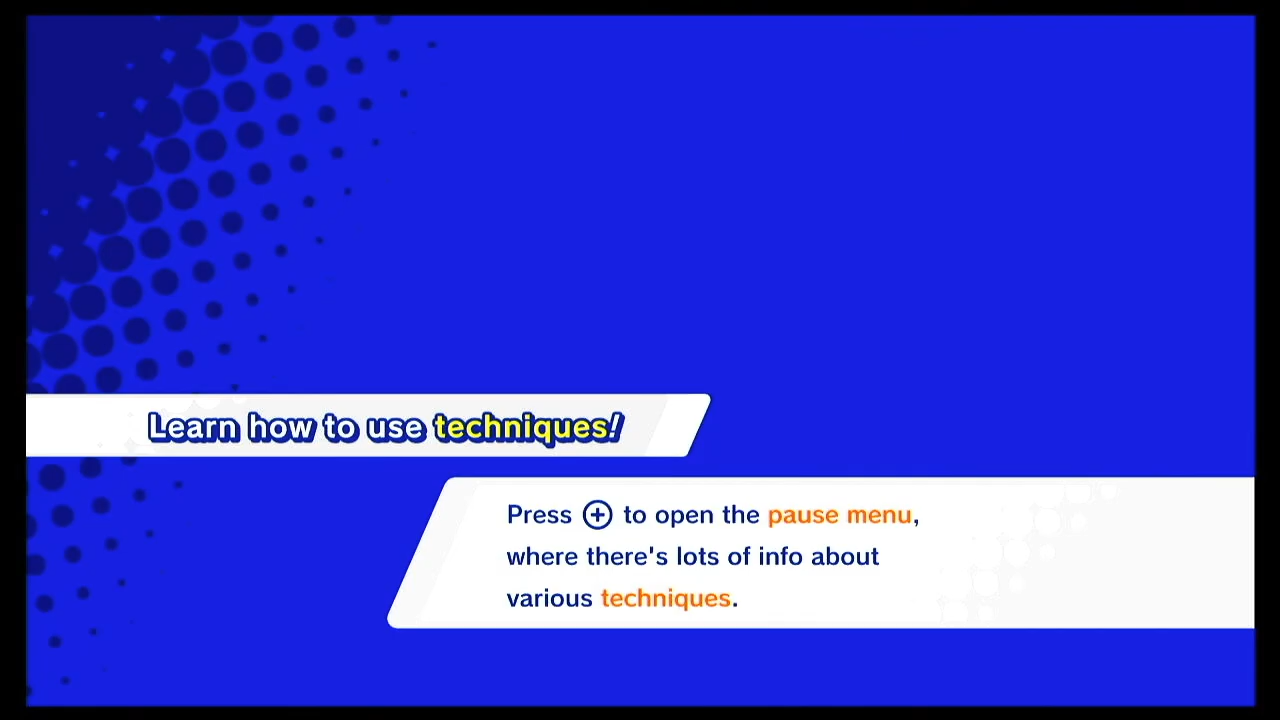 Learn how to use techniques!
Press ⊕ to open the pause menu,
where there's lots of info about
various techniques.